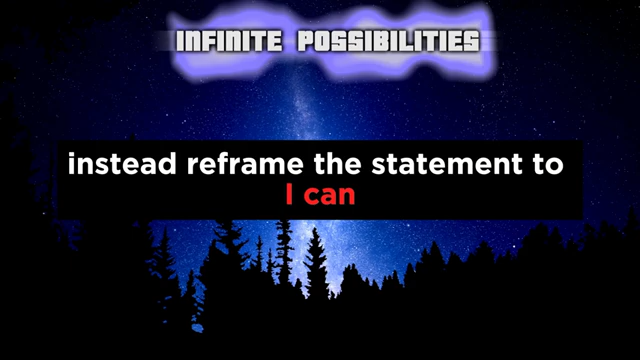 INFINITE POSSIBILITIES
instead reframe the statement to
I can